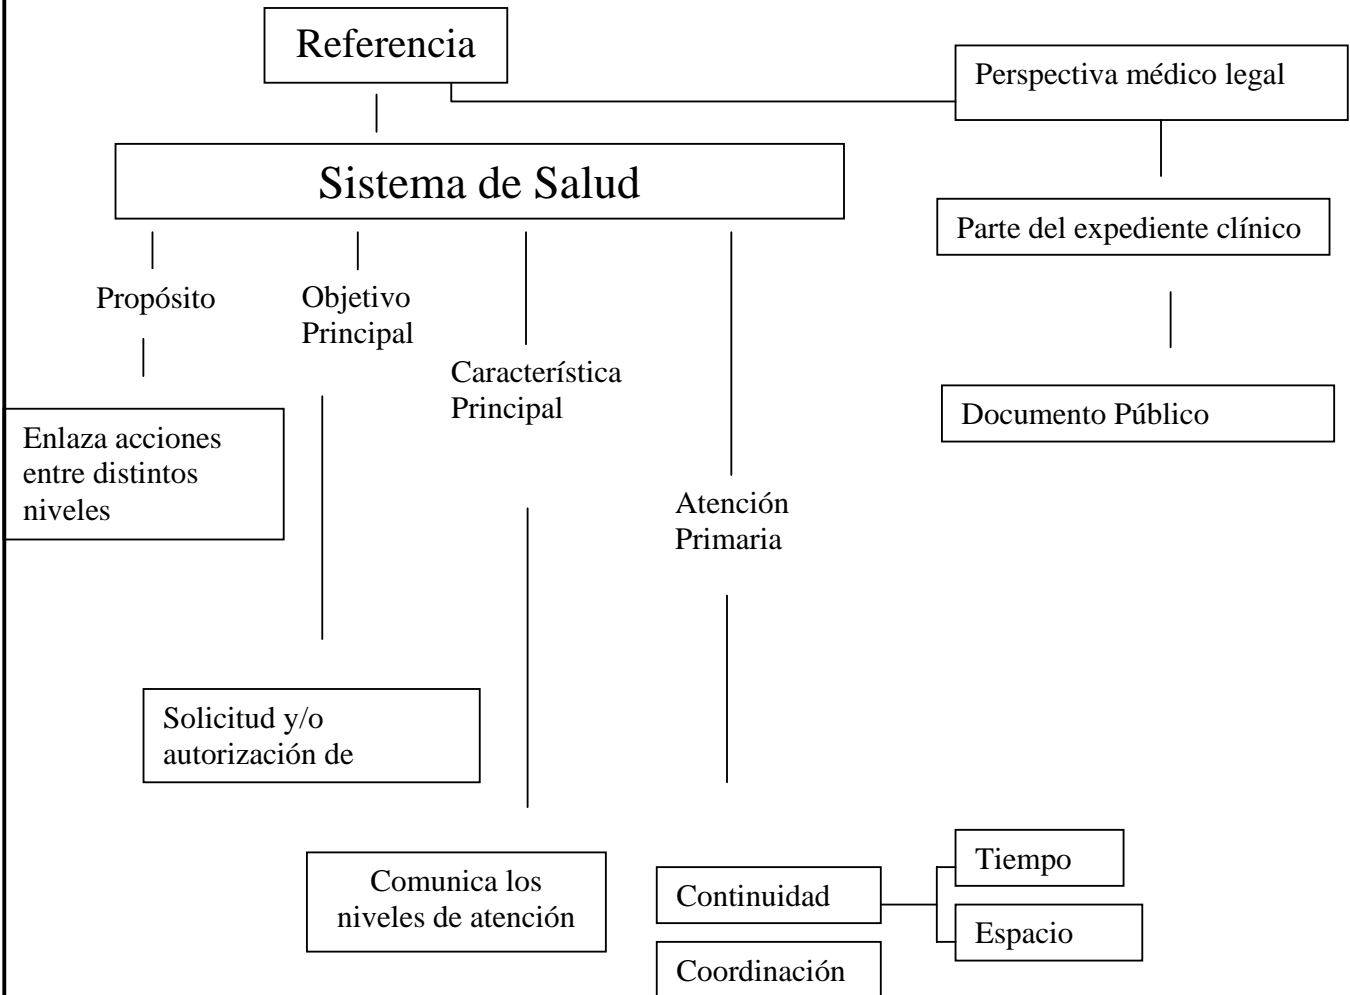 Referencia
Perspectiva médico legal
Sistema de Salud
Parte del expediente clínico
Propósito
Objetivo
Principal
Característica
Principal
Documento Público
Enlaza acciones
entre distintos
niveles
Atención
Primaria
Solicitud y/o
autorización de
Comunica los
niveles de atención
Continuidad
Tiempo
Espacio
Coordinación